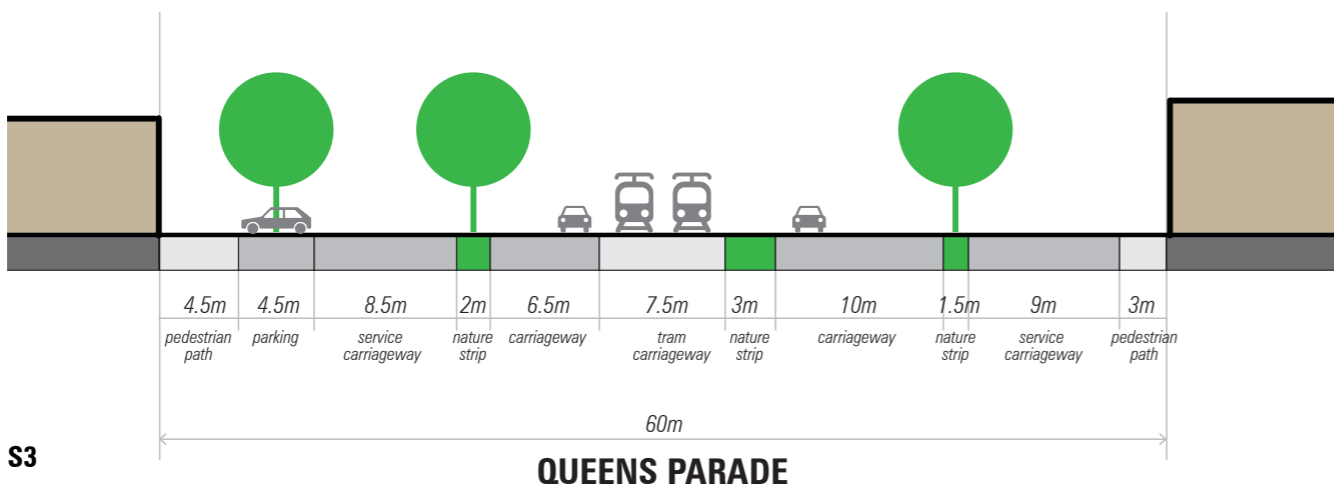 4.5m 4.5m 8.5m 2m 6.5m 7.5m 3m 10m 1.5m 9m 3m
pedestrian parking service nature carriageway tram nature carriageway nature service pedestrian
path carriageway strip carriageway strip strip carriageway path
60m
S3
QUEENS PARADE